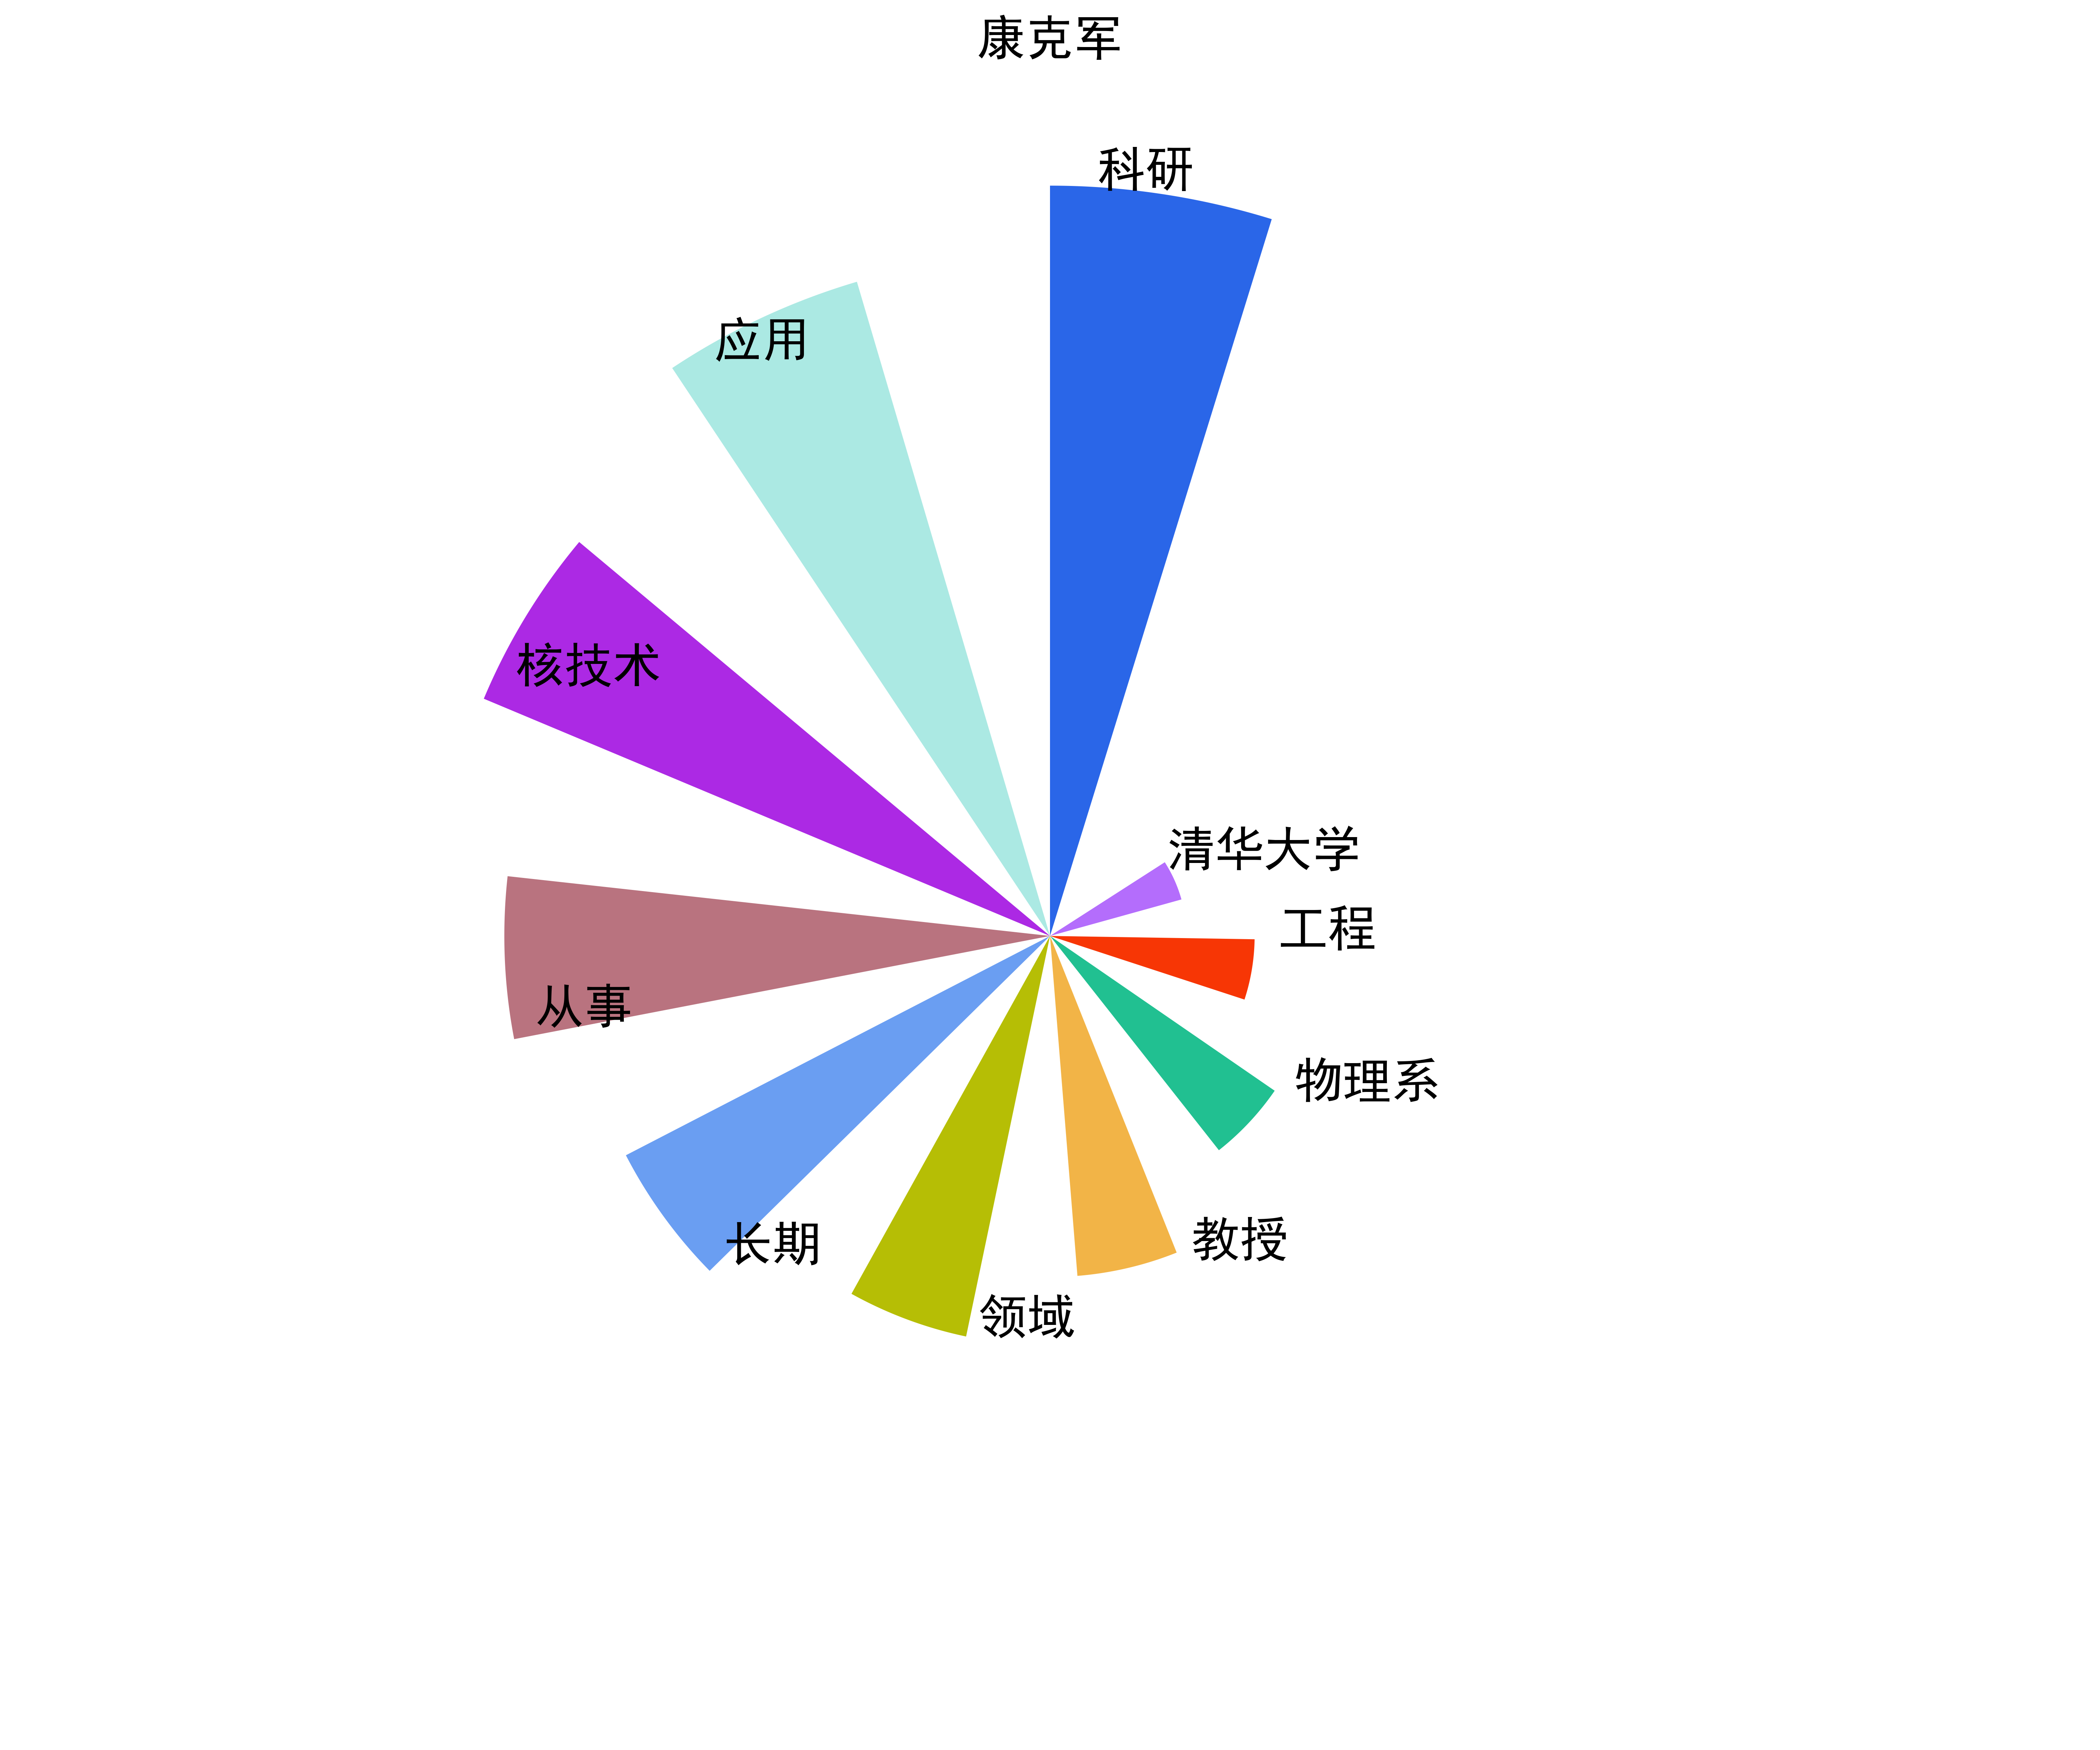 康克军
科研
应用
核技术
清华大学
工程
从事
物理系
教授
长期
领域